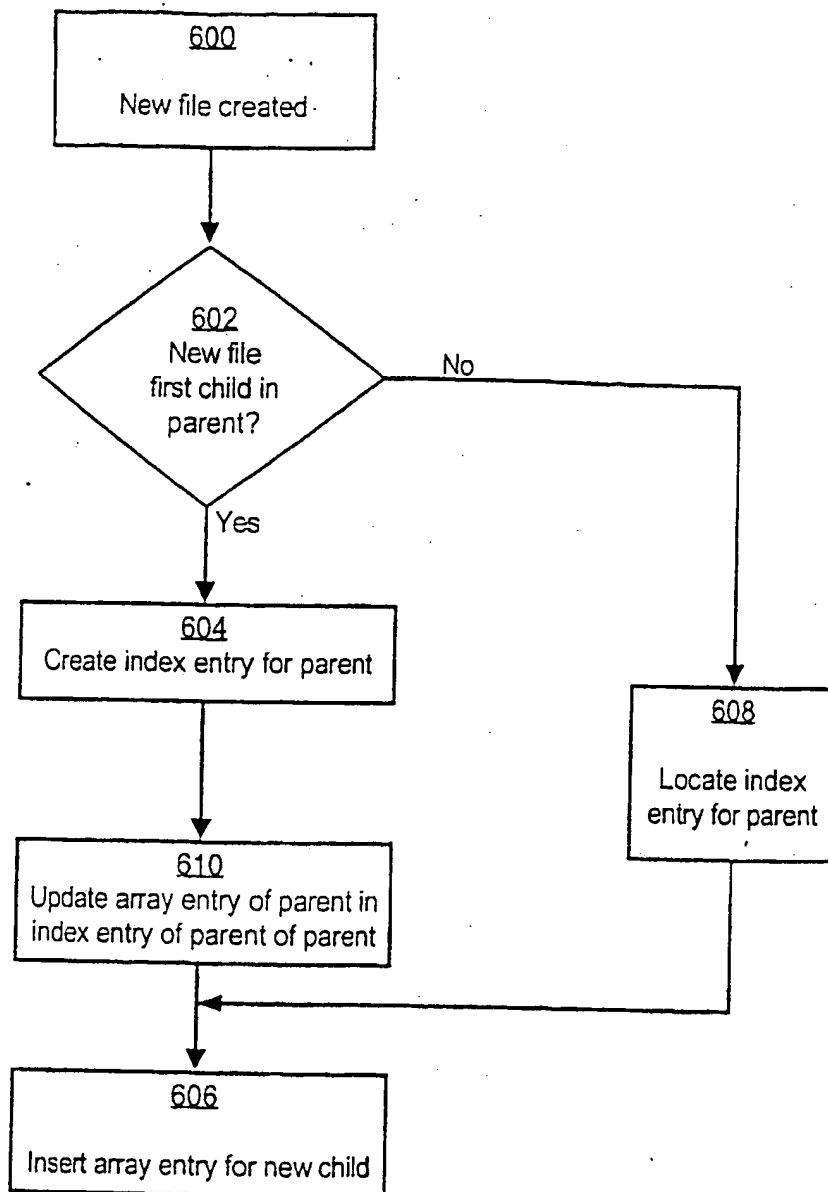 600
New file created
602
New file
first child in
parent?
No
Yes
604
Create index entry for parent
608
Locate index
entry for parent
610
Update array entry of parent in
index entry of parent of parent
606
Insert array entry for new child